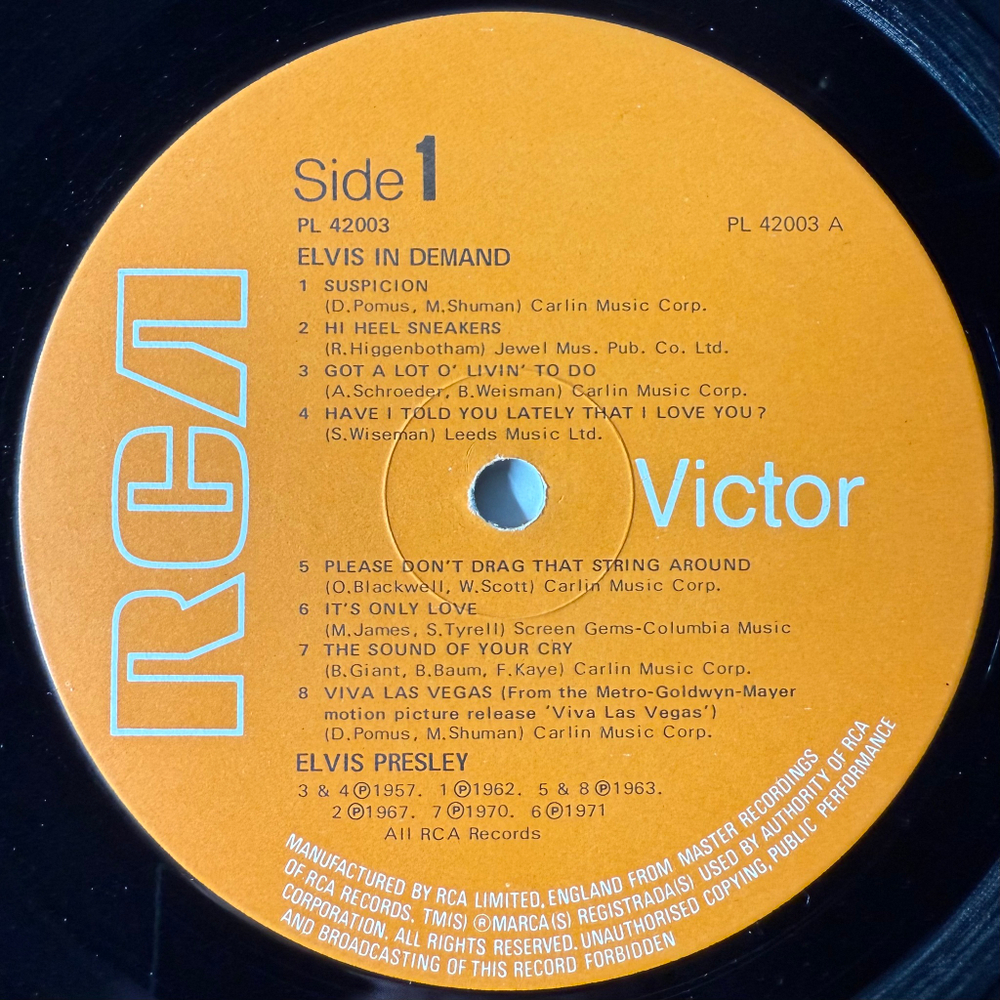 Side 1
PL 42003
PL 42003 A
ELVIS IN DEMAND
1 SUSPICION
(D.Pomus, M.Shuman) Carlin Music Corp.
2 HI HEEL SNEAKERS
(R.Higgenbotham) Jewel Mus. Pub. Co. Ltd.
3 GOT A LOT O' LIVIN' TO DO
(A.Schroeder, B.Weisman) Carlin Music Corp.
4 HAVE I TOLD YOU LATELY THAT I LOVE YOU?
(S.Wiseman) Leeds Music Ltd.
RCA
Victor
5 PLEASE DON'T DRAG THAT STRING AROUND
(O.Blackwell, W.Scott) Carlin Music Corp.
6 IT'S ONLY LOVE
(M.James, S.Tyrell) Screen Gems-Columbia Music
7 THE SOUND OF YOUR CRY
(B.Giant, B.Baum, F.Kaye) Carlin Music Corp.
8 VIVA LAS VEGAS (From the Metro-Goldwyn-Mayer
motion picture release 'Viva Las Vegas')
(D.Pomus, M.Shuman) Carlin Music Corp.
ELVIS PRESLEY
3 & 4 ℗1957. 1 ℗1962. 5 & 8 ℗1963.
2 ℗1967. 7 ℗1970. 6 ℗1971
All RCA Records
MANUFACTURED BY RCA LIMITED, ENGLAND FROM MASTER RECORDINGS
OF RCA RECORDS. TM(S) ® MARCA(S) REGISTRADA(S) USED BY AUTHORITY OF RCA
CORPORATION. ALL RIGHTS RESERVED. UNAUTHORISED COPYING, PUBLIC PERFORMANCE
AND BROADCASTING OF THIS RECORD FORBIDDEN